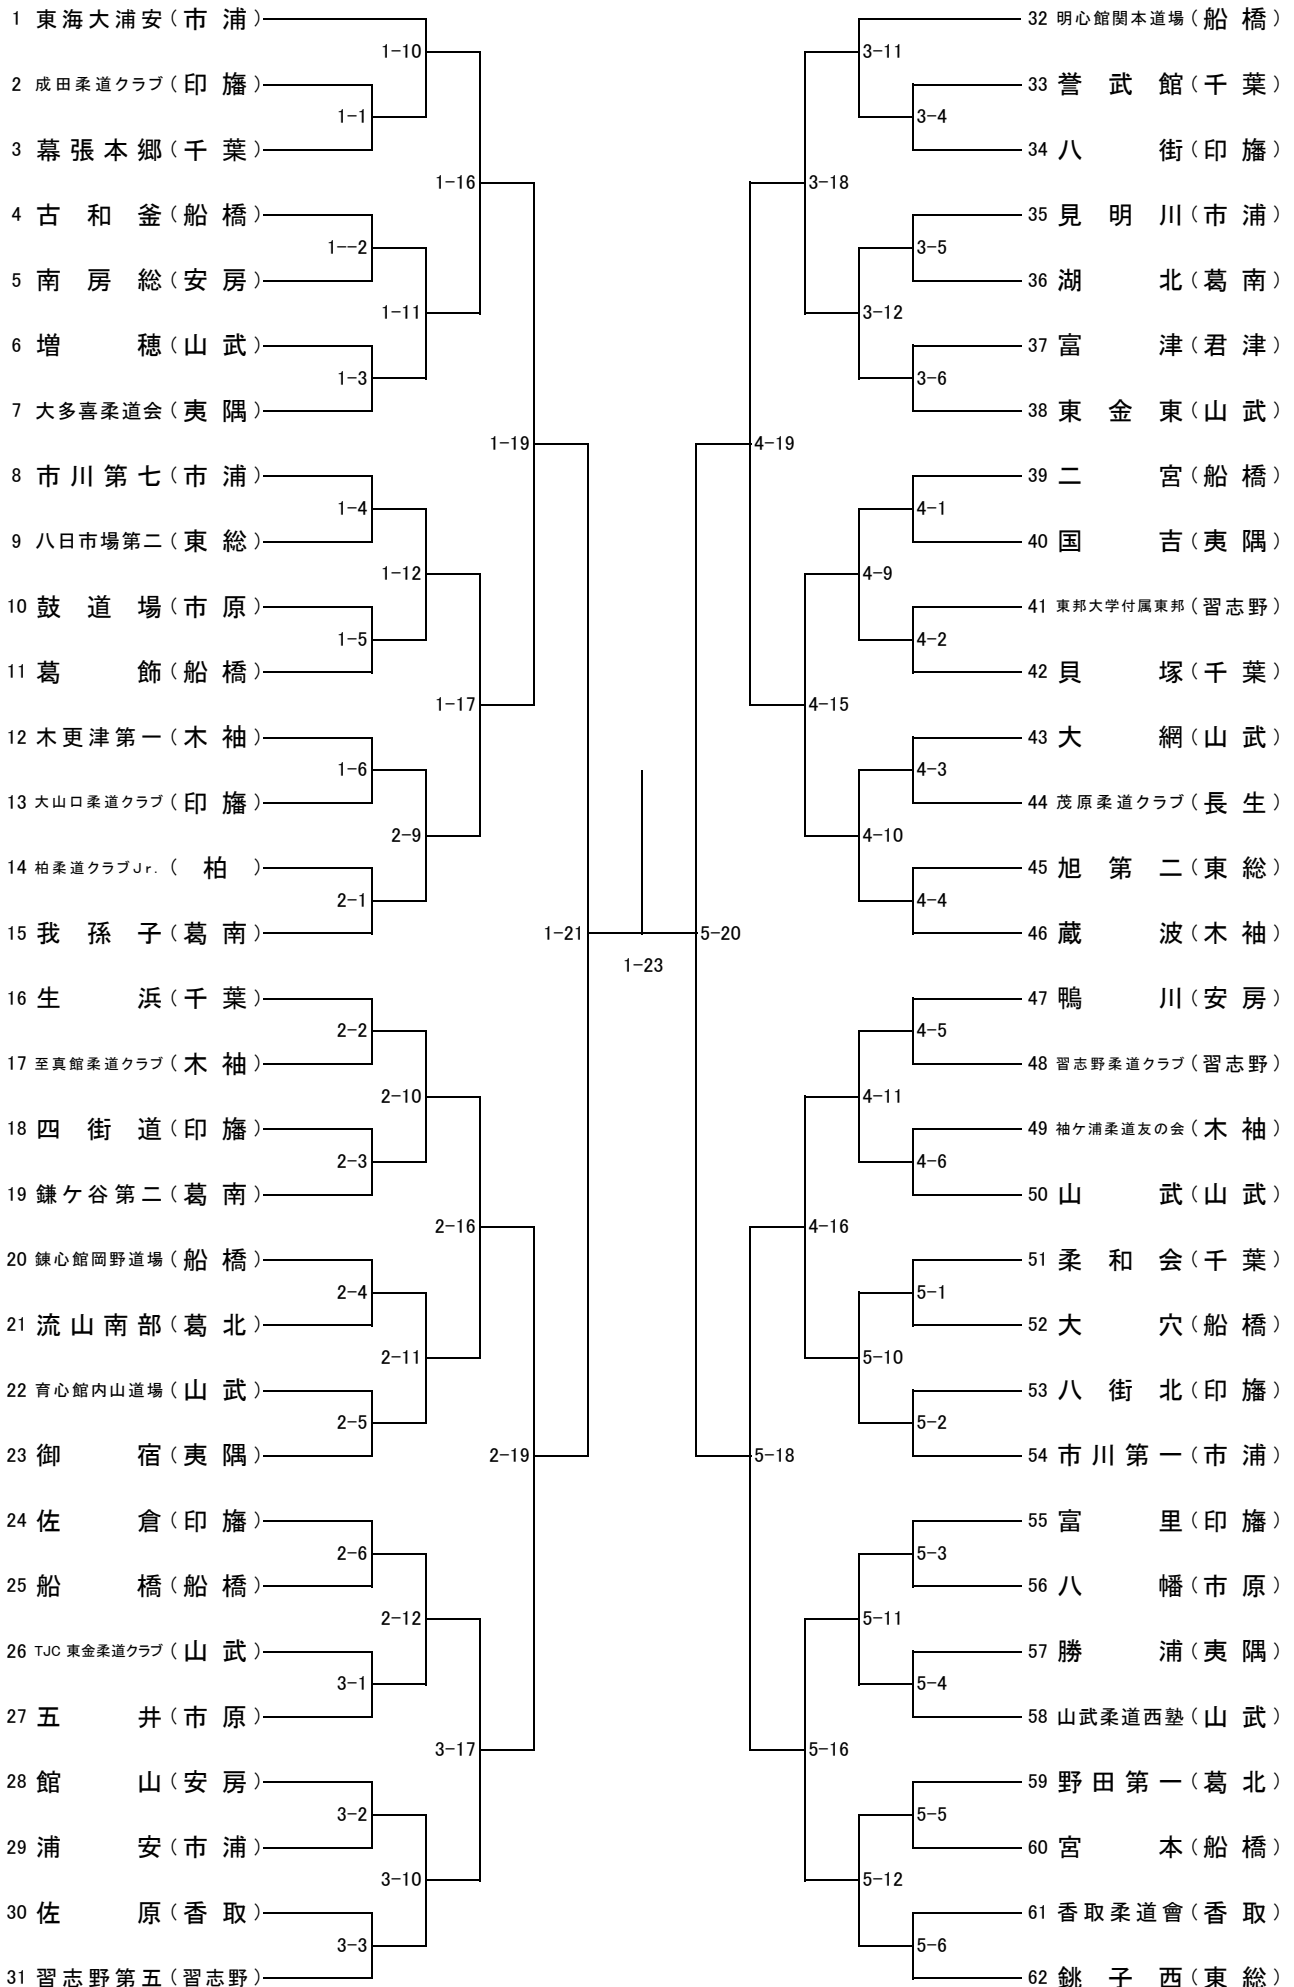 1 東海大浦安（市 浦）
2 成田柔道クラブ（印 旛）
3 幕張本郷（千 葉）
4 古和釜（船 橋）
5 南房総（安 房）
6 増穂（山 武）
7 大多喜柔道会（夷 隅）
8 市川第七（市 浦）
9 八日市場第二（東 総）
10 鼓道場（市 原）
11 葛飾（船 橋）
12 木更津第一（木 袖）
13 大山口柔道クラブ（印 旛）
14 柏柔道クラブJr.（ 柏 ）
15 我孫子（葛 南）
16 生浜（千 葉）
17 至真館柔道クラブ（木 袖）
18 四街道（印 旛）
19 鎌ケ谷第二（葛 南）
20 錬心館岡野道場（船 橋）
21 流山南部（葛 北）
22 育心館内山道場（山 武）
23 御宿（夷 隅）
24 佐倉（印 旛）
25 船橋（船 橋）
26 TJC 東金柔道クラブ（山 武）
27 五井（市 原）
28 館山（安 房）
29 浦安（市 浦）
30 佐原（香 取）
31 習志野第五（習志野）
1-1
1--2
1-3
1-4
1-5
1-6
2-1
2-2
2-3
2-4
2-5
2-6
3-1
3-2
3-3
1-10
1-11
1-12
2-9
2-10
2-11
2-12
3-10
1-16
1-17
2-16
3-17
1-19
2-19
1-21
1-23
5-20
4-19
5-18
3-18
4-15
4-16
5-16
3-11
3-12
4-9
4-10
4-11
5-10
5-11
5-12
3-4
3-5
3-6
4-1
4-2
4-3
4-4
4-5
4-6
5-1
5-2
5-3
5-4
5-5
5-6
32 明心館関本道場（船 橋）
33 誉武館（千 葉）
34 八街（印 旛）
35 見明川（市 浦）
36 湖北（葛 南）
37 富津（君 津）
38 東金東（山 武）
39 二宮（船 橋）
40 国吉（夷 隅）
41 東邦大学付属東邦（習志野）
42 貝塚（千 葉）
43 大網（山 武）
44 茂原柔道クラブ（長 生）
45 旭第二（東 総）
46 蔵波（木 袖）
47 鴨川（安 房）
48 習志野柔道クラブ（習志野）
49 袖ケ浦柔道友の会（木 袖）
50 山武（山 武）
51 柔和会（千 葉）
52 大穴（船 橋）
53 八街北（印 旛）
54 市川第一（市 浦）
55 富里（印 旛）
56 八幡（市 原）
57 勝浦（夷 隅）
58 山武柔道西塾（山 武）
59 野田第一（葛 北）
60 宮本（船 橋）
61 香取柔道會（香 取）
62 銚子西（東 総）